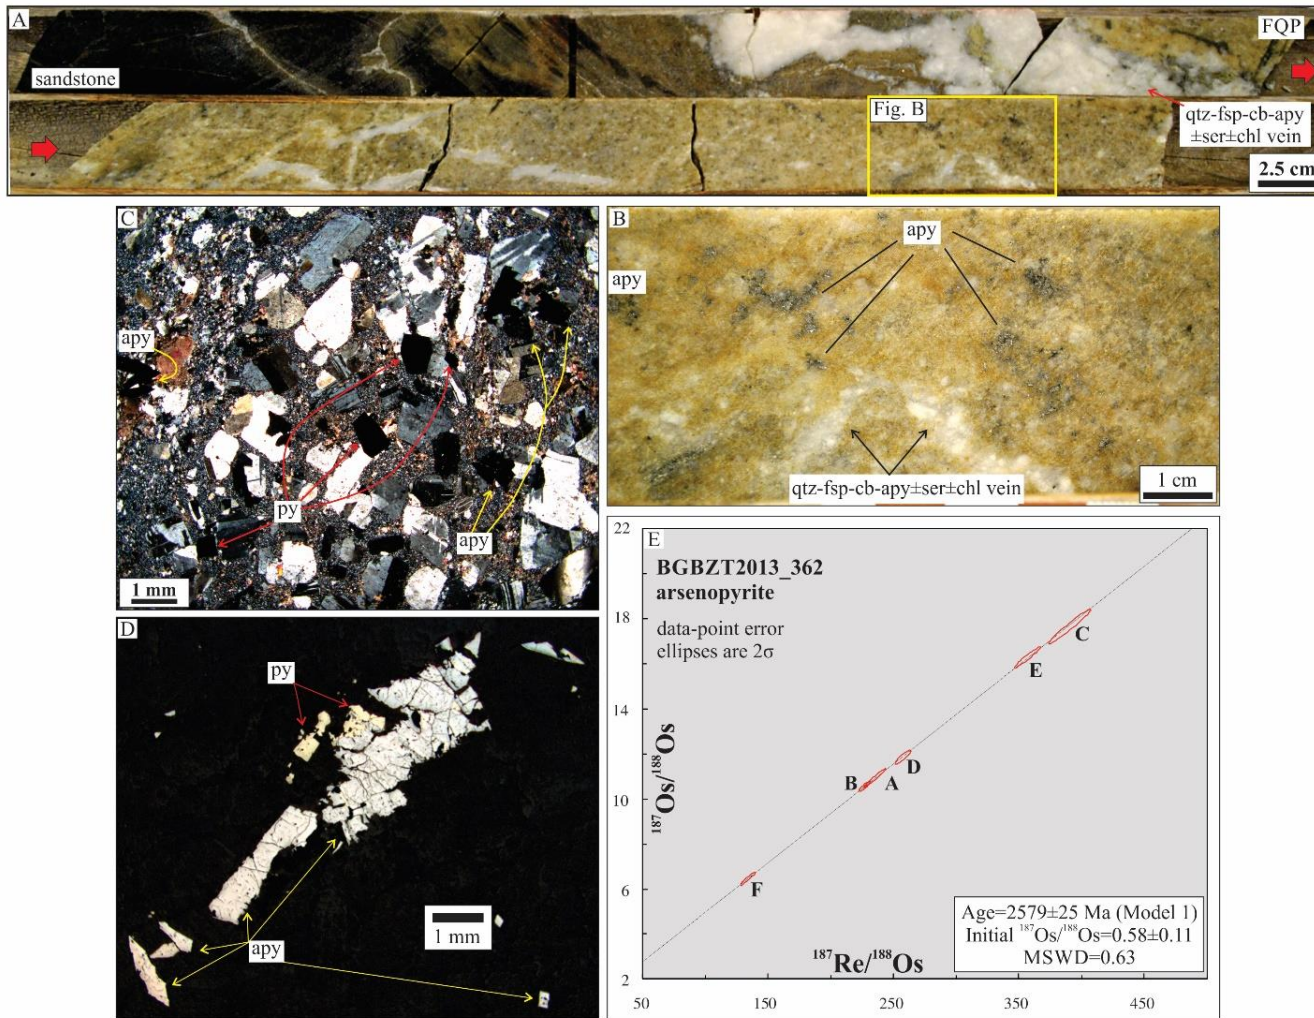 A
sandstone
FQP
Fig. B
qtz-fsp-cb-apy
±ser±chl vein
2.5 cm
C
apy
py
apy
1 mm
B
apy
apy
qtz-fsp-cb-apy±ser±chl vein
1 cm
D
py
apy
1 mm
E
BGBZT2013_362
arsenopyrite
data-point error
ellipses are 2σ
22
18
14
10
6
2
¹⁸⁷Os/¹⁸⁸Os
C
E
D
B
A
F
Age=2579±25 Ma (Model 1)
Initial ¹⁸⁷Os/¹⁸⁸Os=0.58±0.11
MSWD=0.63
¹⁸⁷Re/¹⁸⁸Os
50
150
250
350
450